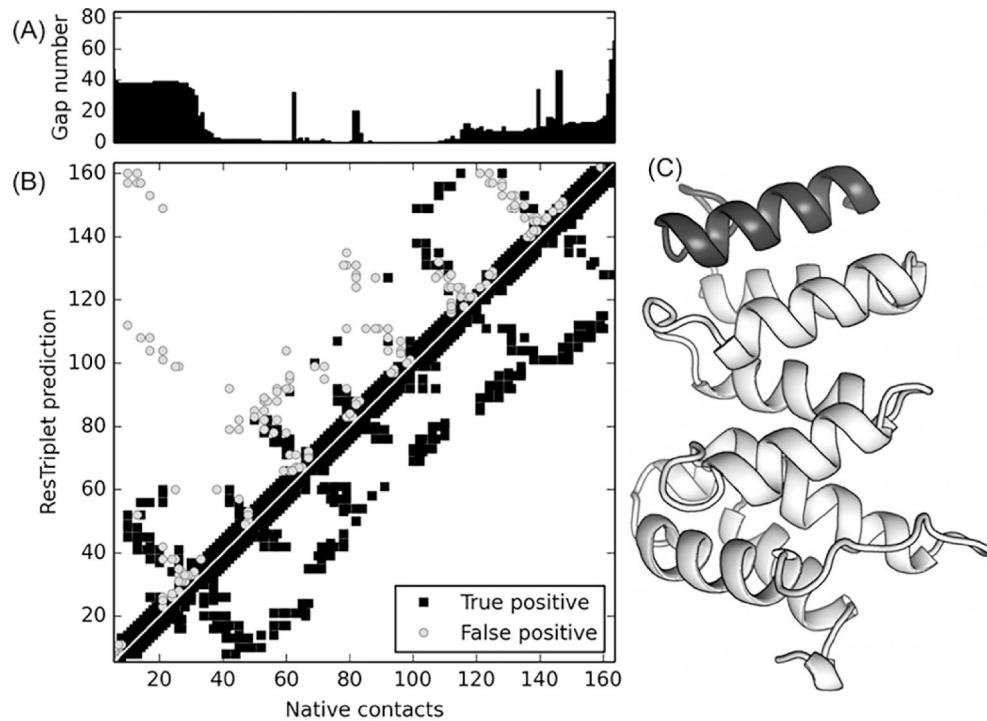 (A)
Gap number
80
60
40
20
0
(B)
ResTriplet prediction
160
140
120
100
80
60
40
20
True positive
False positive
20 40 60 80 100 120 140 160
Native contacts
(C)